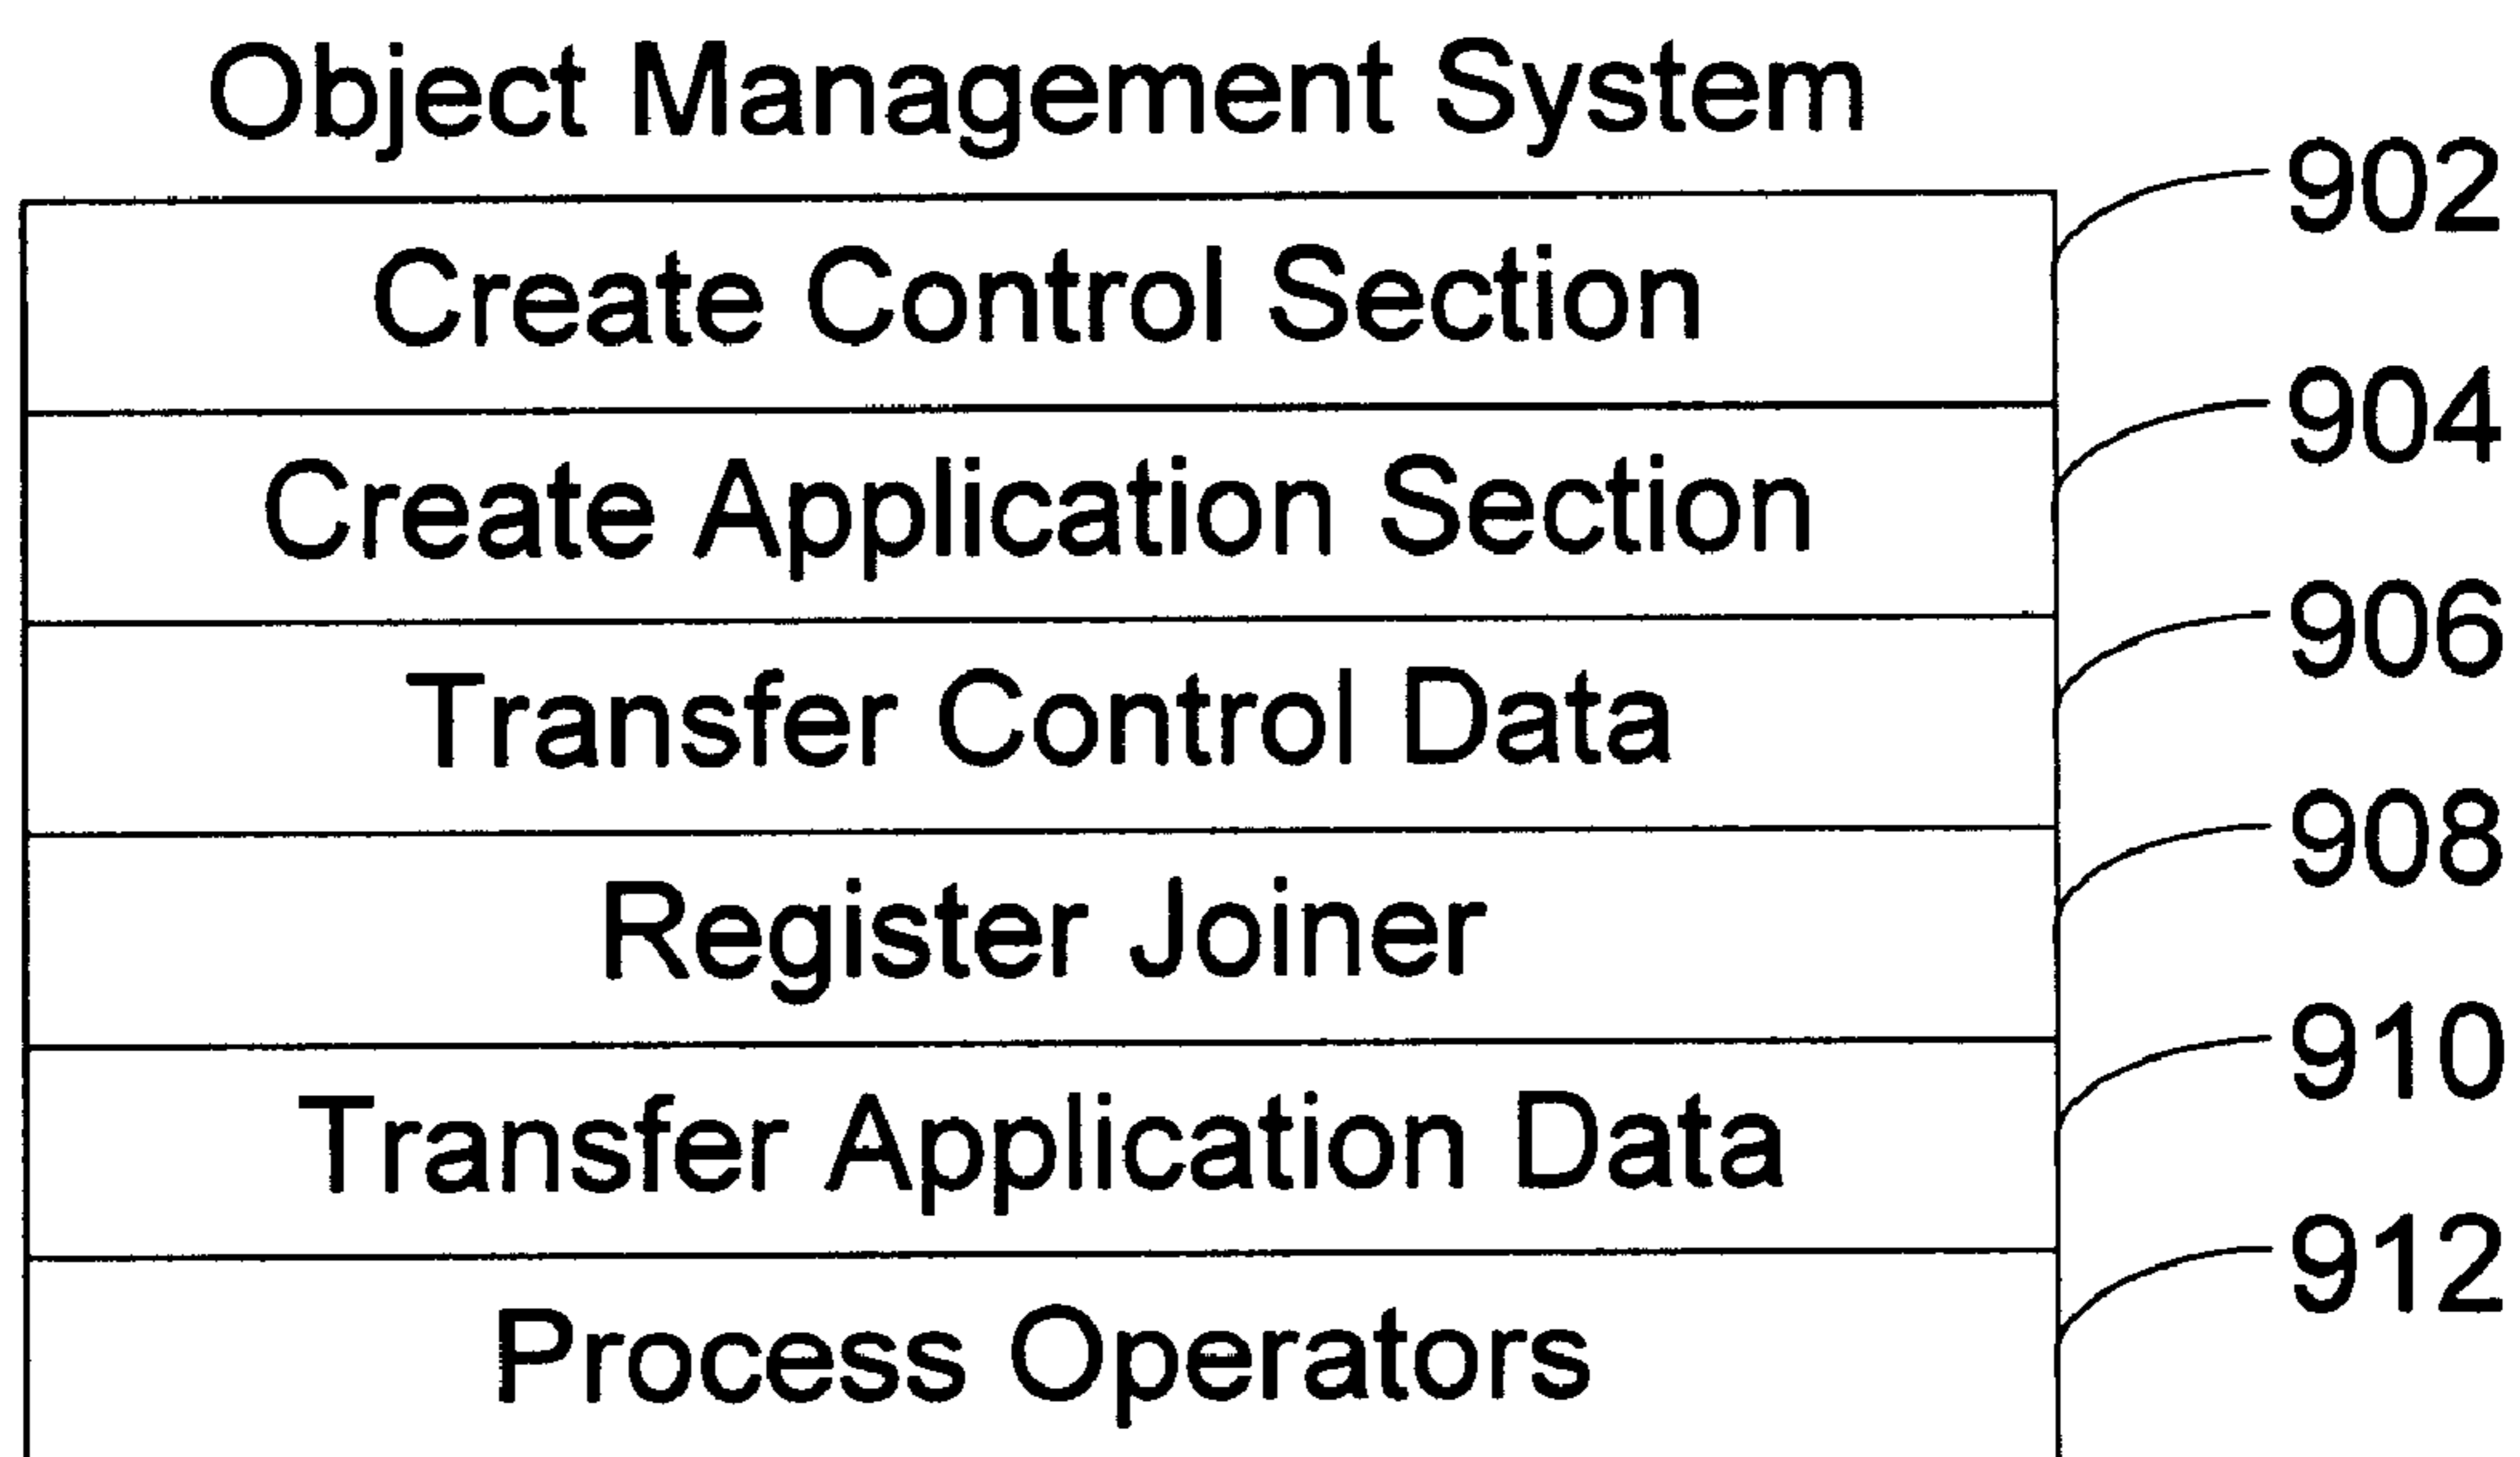 Object Management System
902
Create Control Section
904
Create Application Section
906
Transfer Control Data
908
Register Joiner
910
Transfer Application Data
912
Process Operators